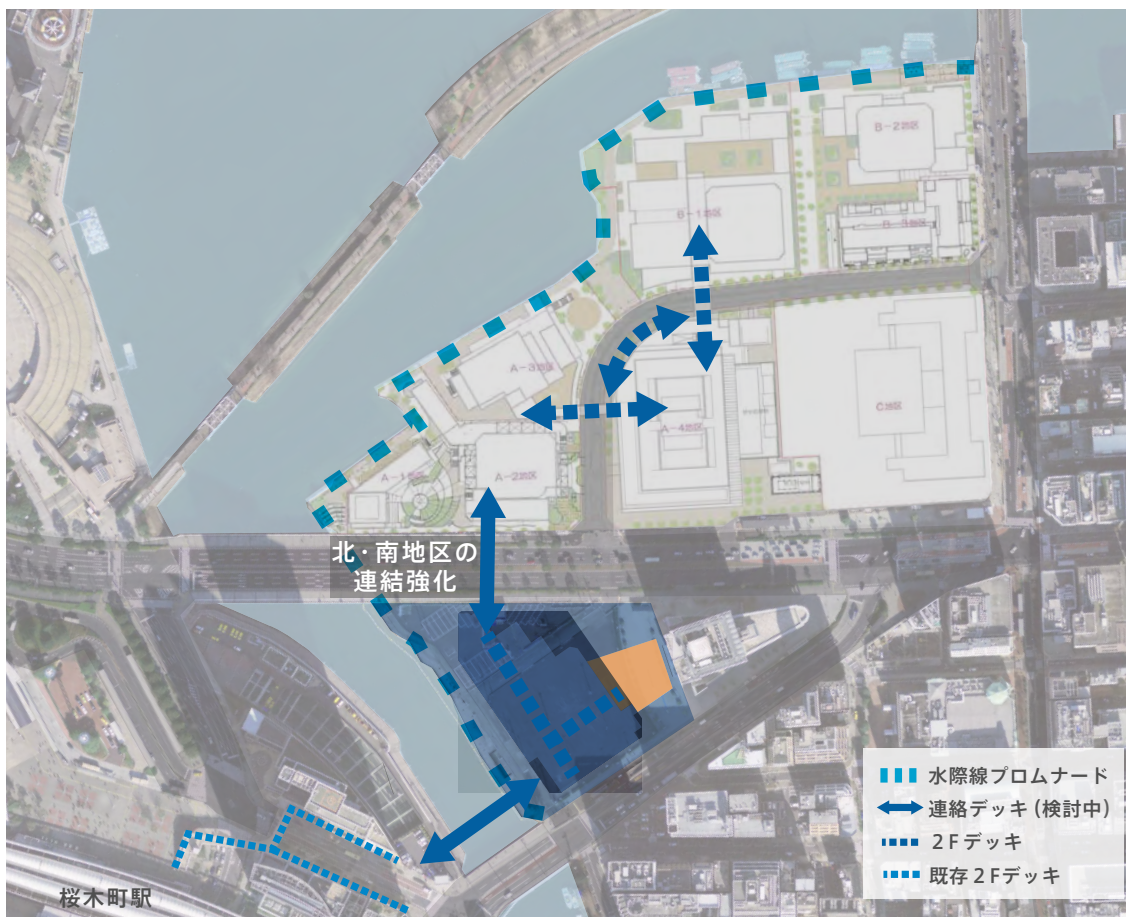 B-2地区
B-1地区
B-3地区
A-3地区
C地区
A-4地区
A-1地区
A-2地区
北・南地区の
連結強化
水際線プロムナード
連絡デッキ(検討中)
2Fデッキ
既存2Fデッキ
桜木町駅